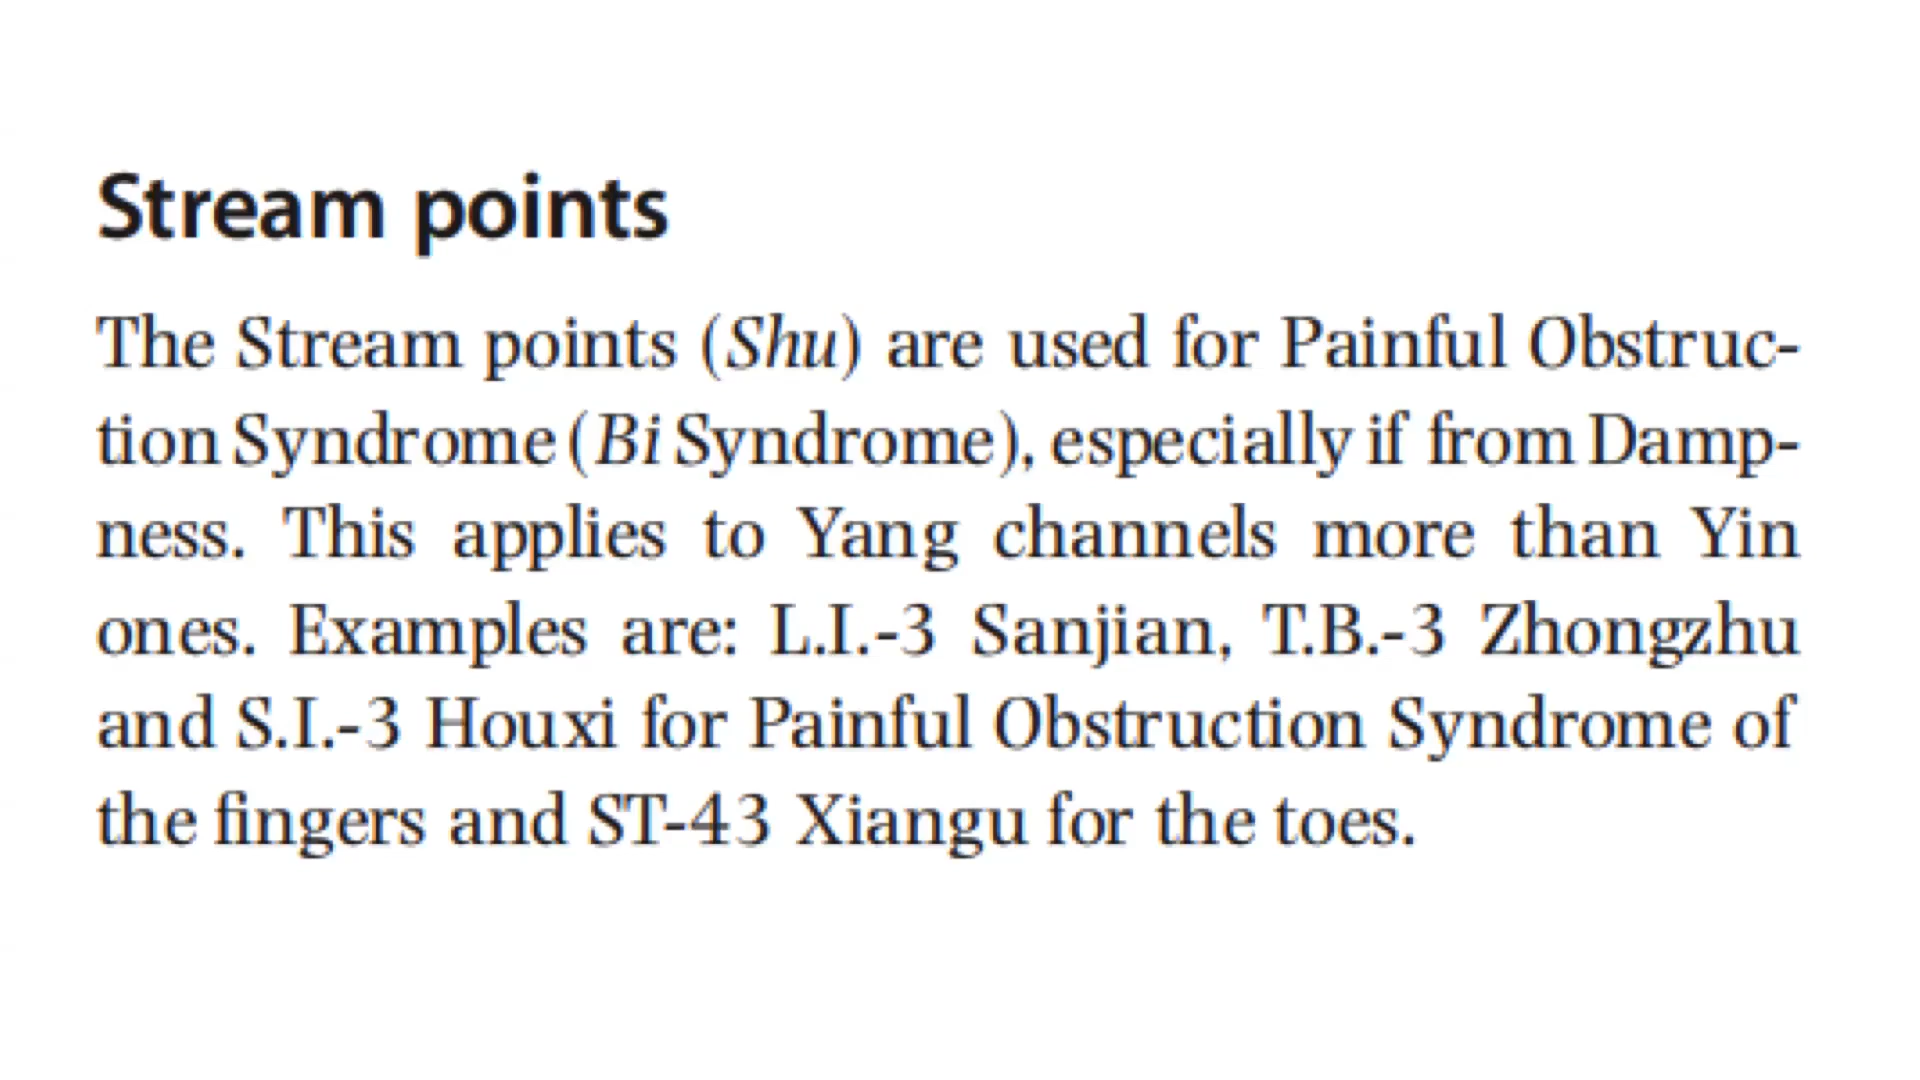 Stream points
The Stream points (Shu) are used for Painful Obstruc-
tion Syndrome (Bi Syndrome), especially if from Damp-
ness. This applies to Yang channels more than Yin
ones. Examples are: L.I.-3 Sanjian, T.B.-3 Zhongzhu
and S.I.-3 Houxi for Painful Obstruction Syndrome of
the fingers and ST-43 Xiangu for the toes.